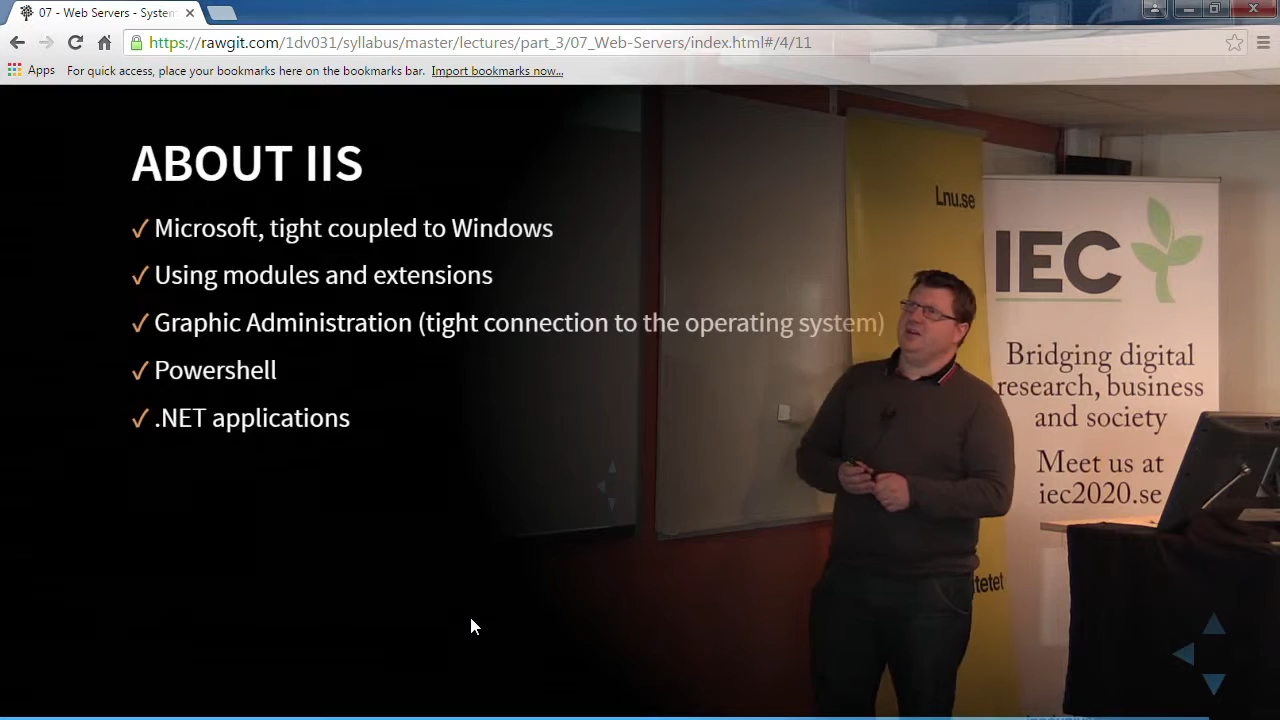 07 - Web Servers - System
https://rawgit.com/1dv031/syllabus/master/lectures/part_3/07_Web-Servers/index.html#/4/11
Apps For quick access, place your bookmarks here on the bookmarks bar. Import bookmarks now...
ABOUT IIS
✓ Microsoft, tight coupled to Windows
✓ Using modules and extensions
✓ Graphic Administration (tight connection to the operating system)
✓ Powershell
✓ .NET applications
Lnu.se
IEC
Bridging digital
research, business
and society
Meet us at
iec2020.se
itetet